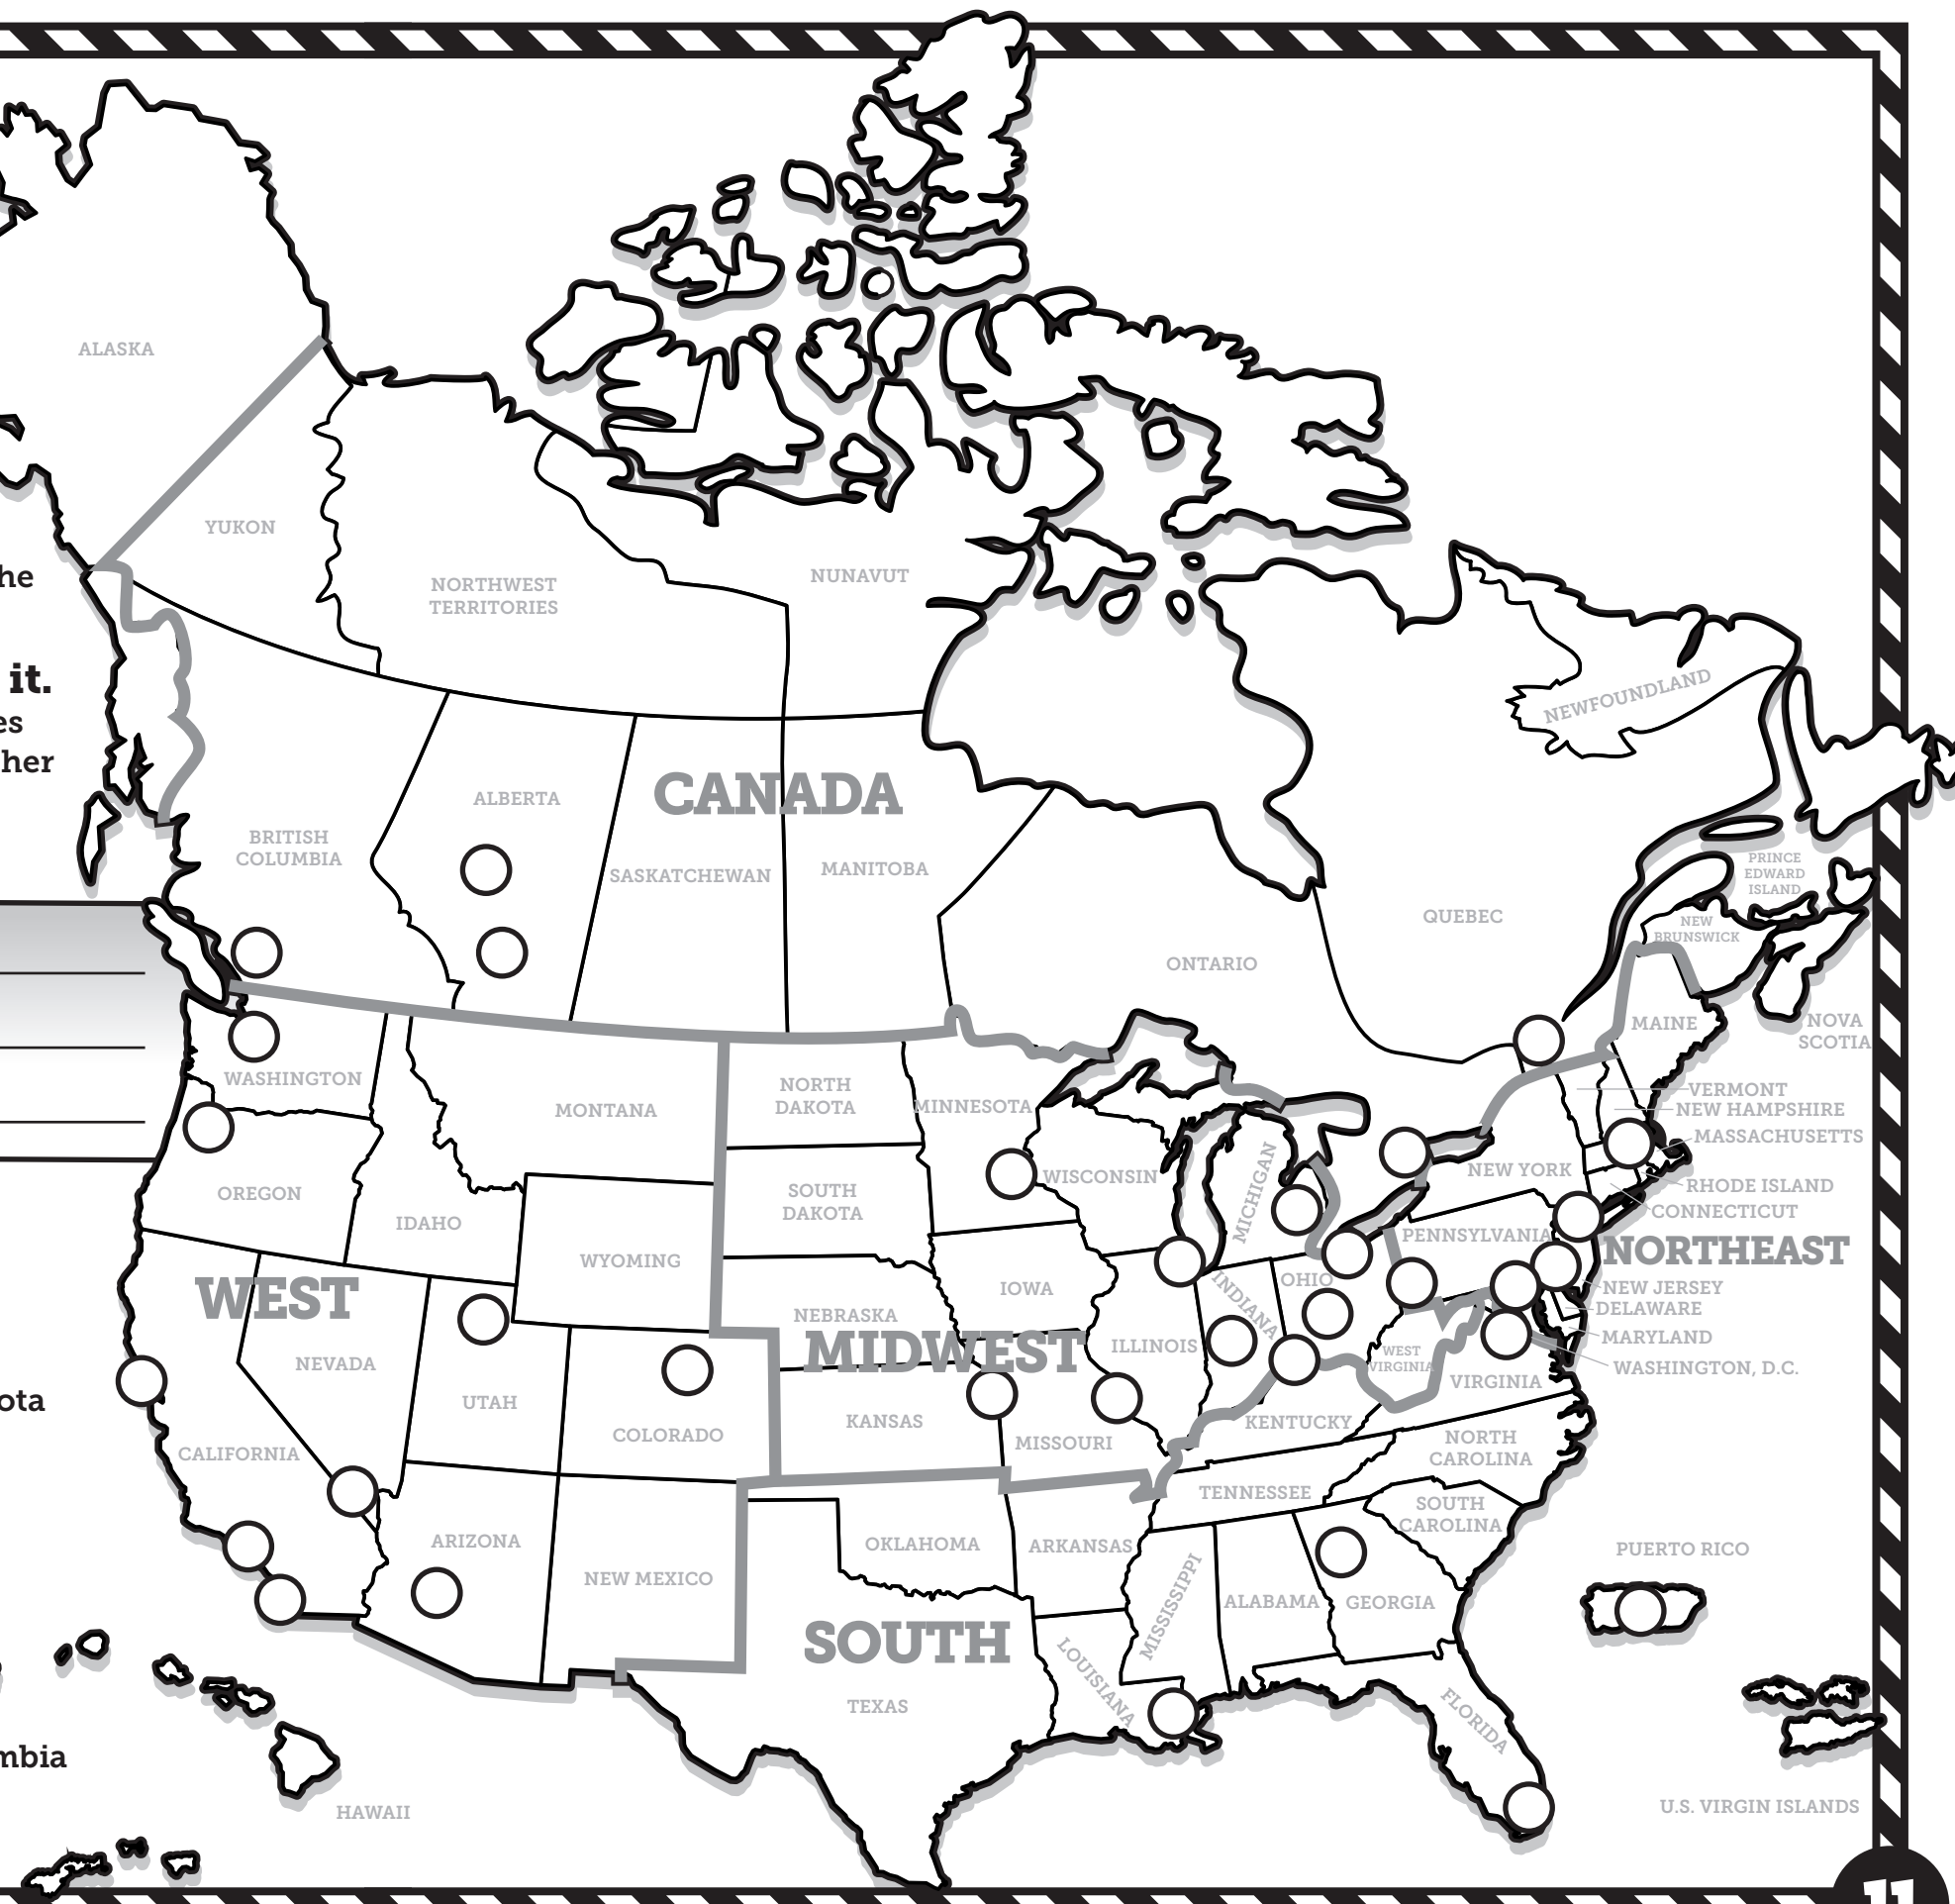 ALASKA
YUKON
he
NORTHWEST
TERRITORIES
NUNAVUT
it.
es
her
NEWFOUNDLAND
CANADA
ALBERTA
BRITISH
COLUMBIA
SASKATCHEWAN
MANITOBA
PRINCE
EDWARD
ISLAND
QUEBEC
NEW
BRUNSWICK
ONTARIO
MAINE
NOVA
SCOTIA
WASHINGTON
MONTANA
NORTH
DAKOTA
MINNESOTA
VERMONT
NEW HAMPSHIRE
MASSACHUSETTS
OREGON
IDAHO
SOUTH
DAKOTA
WISCONSIN
MICHIGAN
NEW YORK
RHODE ISLAND
CONNECTICUT
WYOMING
PENNSYLVANIA
NORTHEAST
WEST
IOWA
OHIO
INDIANA
NEW JERSEY
DELAWARE
NEBRASKA
MIDWEST
ILLINOIS
MARYLAND
NEVADA
WEST
VIRGINIA
WASHINGTON, D.C.
ota
UTAH
COLORADO
KANSAS
MISSOURI
KENTUCKY
VIRGINIA
CALIFORNIA
NORTH
CAROLINA
TENNESSEE
SOUTH
CAROLINA
ARIZONA
OKLAHOMA
ARKANSAS
PUERTO RICO
NEW MEXICO
MISSISSIPPI
ALABAMA
GEORGIA
SOUTH
LOUISIANA
TEXAS
FLORIDA
mbia
HAWAII
U.S. VIRGIN ISLANDS
11